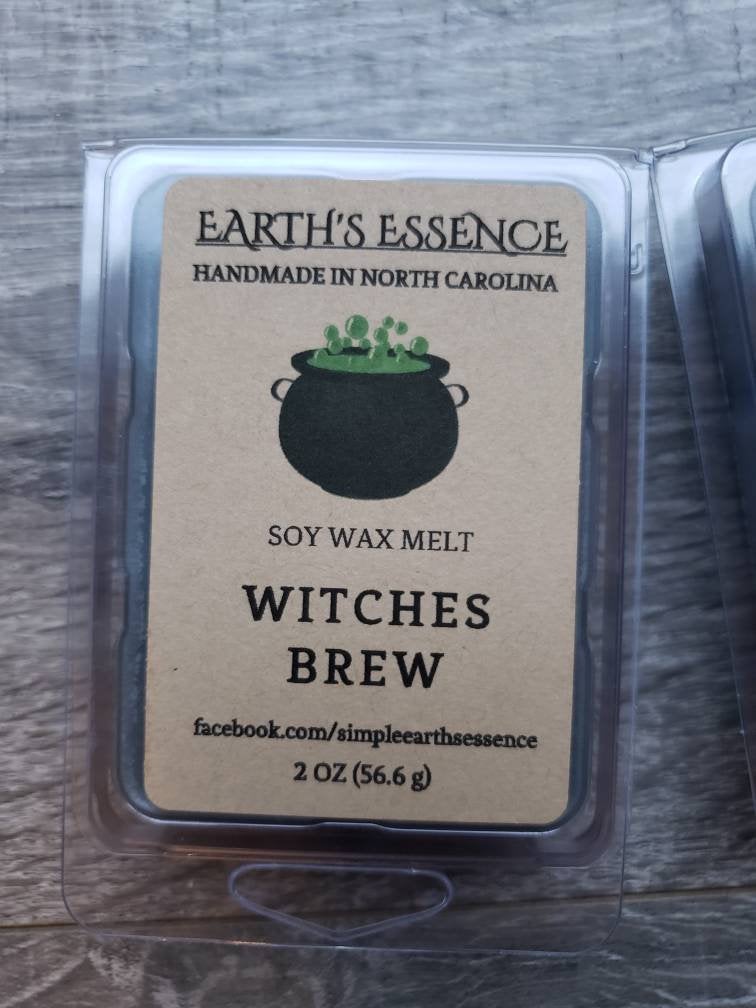 EARTH'S ESSENCE
HANDMADE IN NORTH CAROLINA
SOY WAX MELT
WITCHES
BREW
facebook.com/simpleearthsessence
2 OZ (56.6 g)